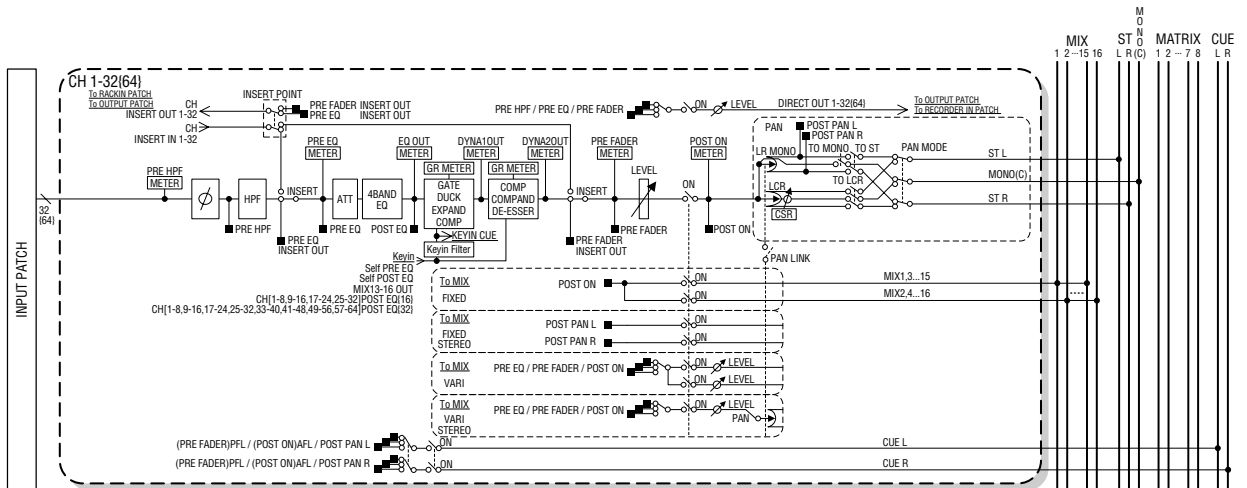 MIX
ST
MONO(C)
MATRIX
CUE
1 2 ··· 15 16
L R
1 2 ··· 7 8
L R
INPUT PATCH
32
{64}
CH 1-32{64}
To RACKIN PATCH
To OUTPUT PATCH
CH
INSERT OUT 1-32
CH
INSERT IN 1-32
INSERT POINT
PRE FADER INSERT OUT
PRE EQ INSERT OUT
PRE HPF / PRE EQ / PRE FADER
ON
LEVEL
DIRECT OUT 1-32{64}
To OUTPUT PATCH
To RECORDER IN PATCH
PRE HPF
METER
PRE EQ
METER
EQ OUT
METER
DYNA1OUT
METER
DYNA2OUT
METER
PRE FADER
METER
POST ON
METER
GR METER
GR METER
HPF
INSERT
ATT
4BAND
EQ
GATE
DUCK
EXPAND
COMP
COMP
COMPAND
DE-ESSER
INSERT
LEVEL
ON
PRE HPF
PRE EQ
INSERT OUT
PRE EQ
POST EQ
KEYIN CUE
Keyin Filter
PRE FADER
INSERT OUT
PRE FADER
POST ON
PAN
POST PAN L
POST PAN R
LR MONO
TO MONO
TO ST
PAN MODE
TO LCR
LCR
CSR
ST L
MONO(C)
ST R
PAN LINK
Keyin
Self PRE EQ
Self POST EQ
MIX13-16 OUT
CH[1-8,9-16,17-24,25-32]POST EQ(16)
CH[1-8,9-16,17-24,25-32,33-40,41-48,49-56,57-64]POST EQ(32)
To MIX
FIXED
POST ON
ON
MIX1,3...15
ON
MIX2,4...16
To MIX
FIXED
STEREO
POST PAN L
ON
POST PAN R
ON
To MIX
VARI
PRE EQ / PRE FADER / POST ON
ON
LEVEL
ON
LEVEL
To MIX
VARI
STEREO
PRE EQ / PRE FADER / POST ON
ON
LEVEL
PAN
(PRE FADER)PFL / (POST ON)AFL / POST PAN L
ON
CUE L
(PRE FADER)PFL / (POST ON)AFL / POST PAN R
ON
CUE R